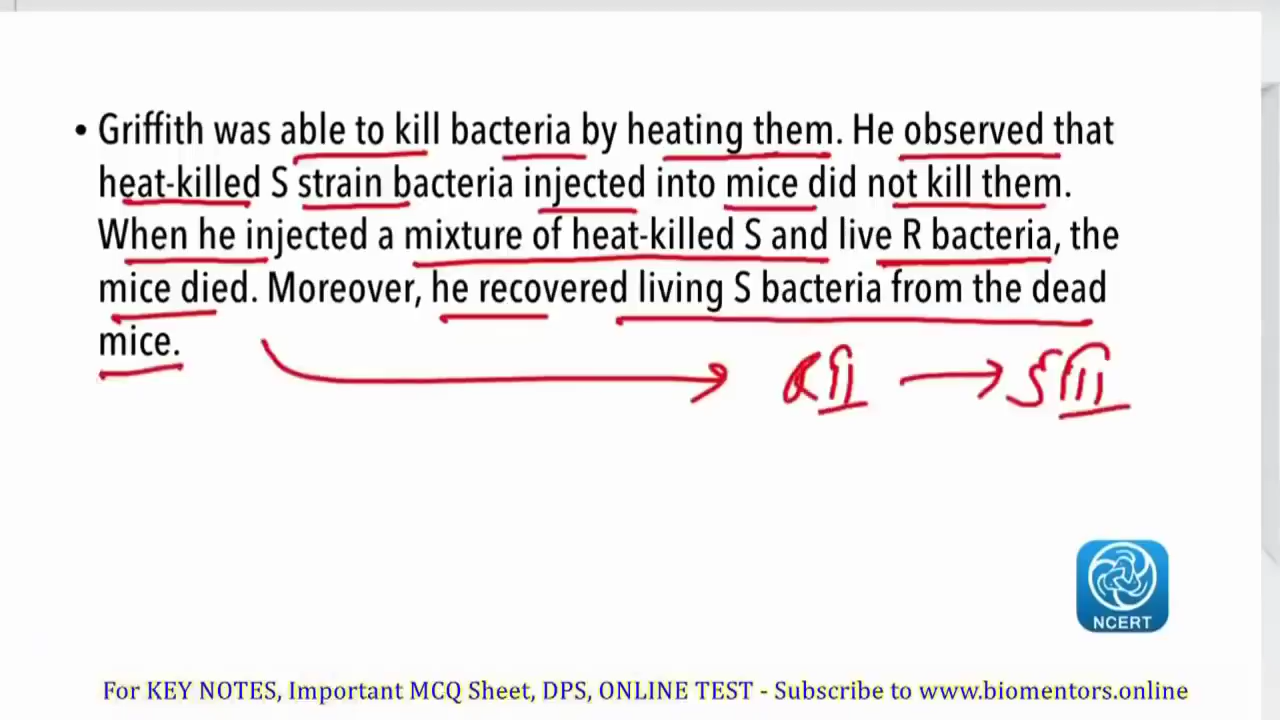 • Griffith was able to kill bacteria by heating them. He observed that
heat-killed S strain bacteria injected into mice did not kill them.
When he injected a mixture of heat-killed S and live R bacteria, the
mice died. Moreover, he recovered living S bacteria from the dead
mice.
RII → SIII
NCERT
For KEY NOTES, Important MCQ Sheet, DPS, ONLINE TEST - Subscribe to www.biomentors.online